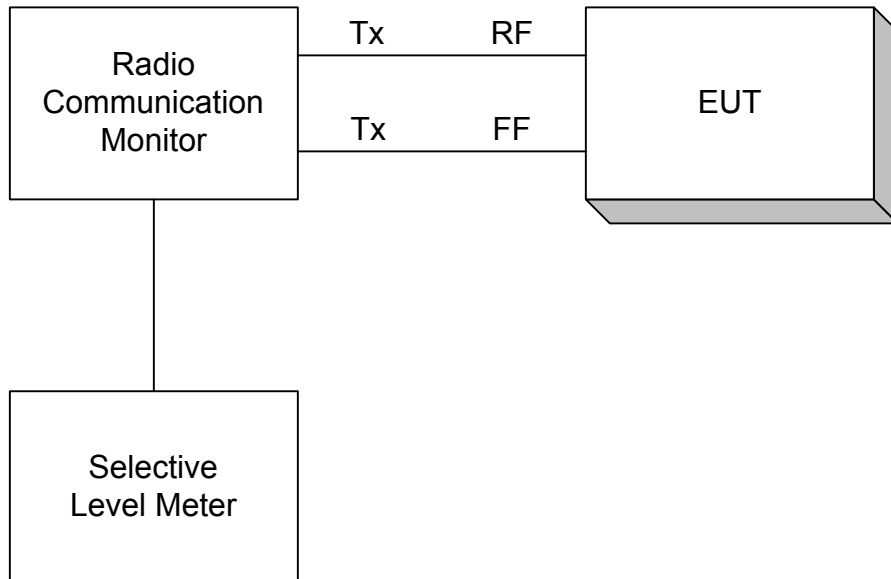 Tx RF
Radio
Communication
Monitor
EUT
Tx FF
Selective
Level Meter